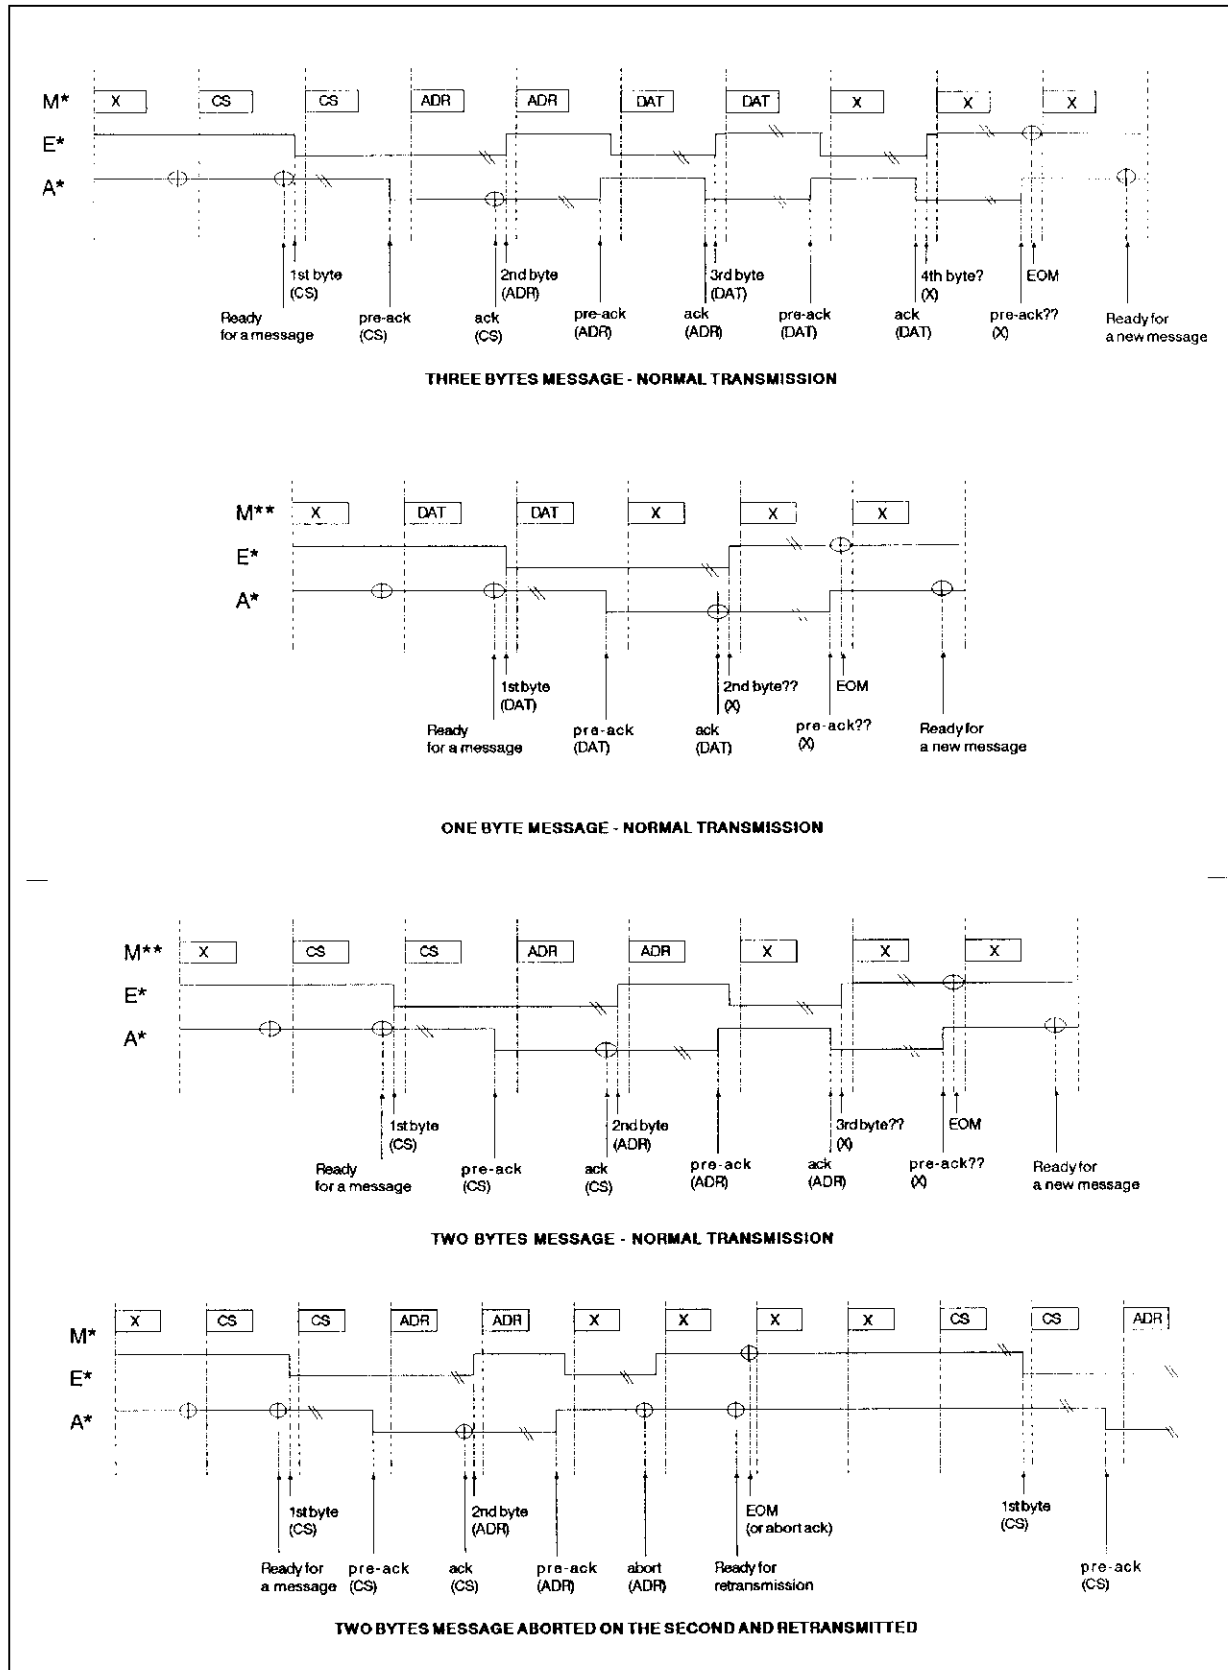 M* X CS CS ADR ADR DAT DAT X X X
E*
A*
1st byte 2nd byte 3rd byte 4th byte? EOM
(CS) (ADR) (DAT) (X)
Ready pre-ack ack pre-ack ack pre-ack ack pre-ack?? Ready for
for a message (CS) (CS) (ADR) (ADR) (DAT) (DAT) (X) a new message
THREE BYTES MESSAGE - NORMAL TRANSMISSION
M** X DAT DAT X X X
E*
A*
1st byte 2nd byte?? EOM
(DAT) (X)
Ready pre-ack ack pre-ack?? Ready for
for a message (DAT) (DAT) (X) a new message
ONE BYTE MESSAGE - NORMAL TRANSMISSION
M** X CS CS ADR ADR X X X
E*
A*
1st byte 2nd byte 3rd byte?? EOM
(CS) (ADR) (X)
Ready pre-ack ack pre-ack ack pre-ack?? Ready for
for a message (CS) (CS) (ADR) (ADR) (X) a new message
TWO BYTES MESSAGE - NORMAL TRANSMISSION
X CS CS ADR ADR X X X X CS CS ADR
M*
E*
A*
1st byte 2nd byte EOM 1st byte
(CS) (ADR) (or abort ack) (CS)
Ready for pre-ack ack pre-ack abort Ready for pre-ack
a message (CS) (CS) (ADR) (ADR) retransmission (CS)
TWO BYTES MESSAGE ABORTED ON THE SECOND AND RETRANSMITTED